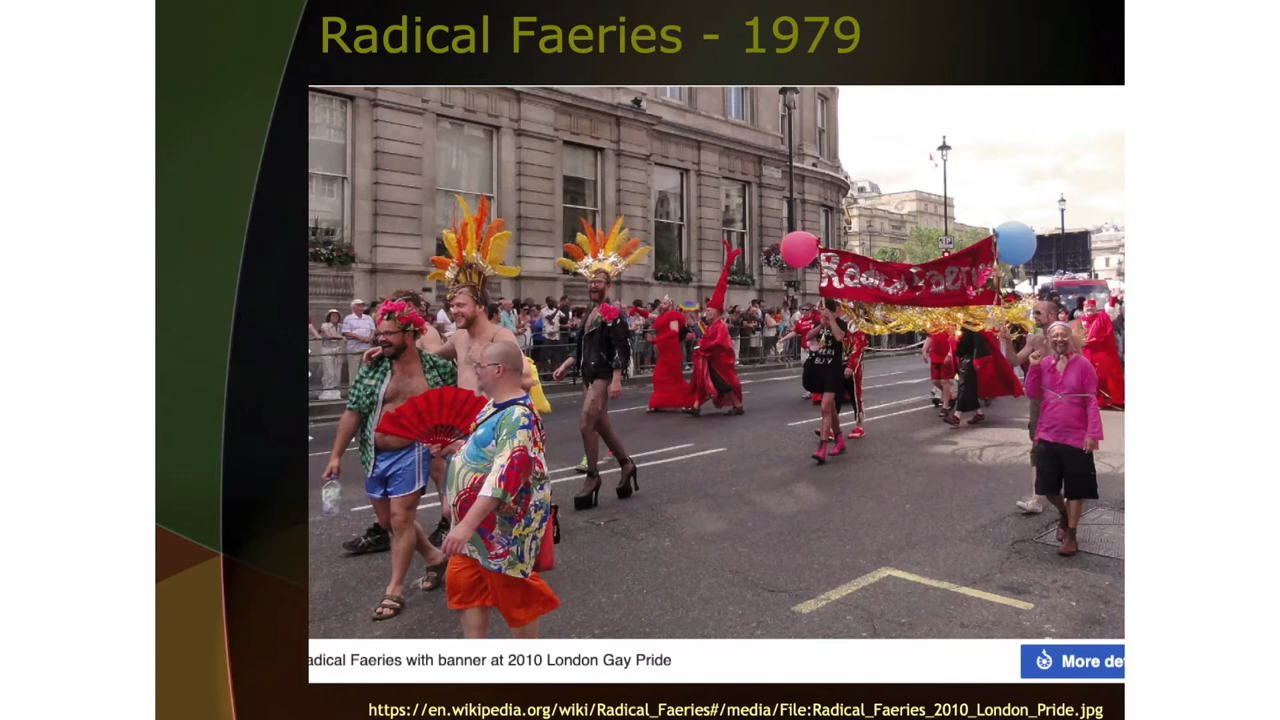 Radical Faeries - 1979
Radical Faeries
adical Faeries with banner at 2010 London Gay Pride
More de
https://en.wikipedia.org/wiki/Radical_Faeries#/media/File:Radical_Faeries_2010_London_Pride.jpg